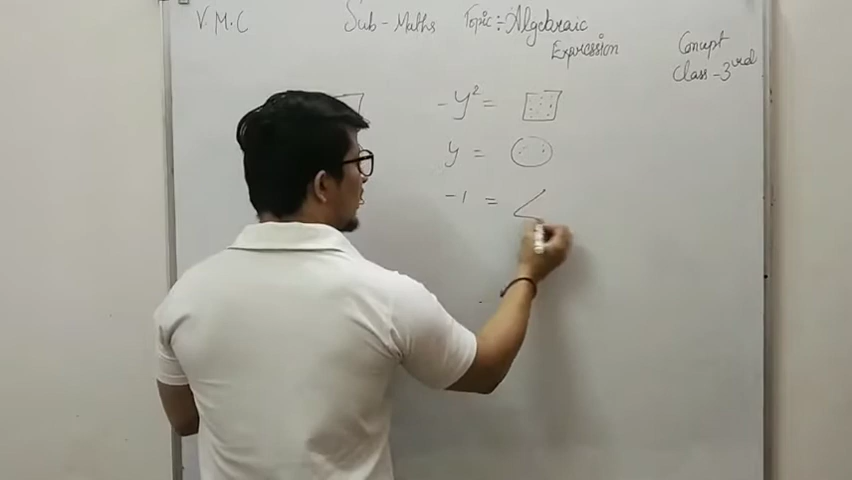 V.M.C Sub - Maths Topic :- Algebraic
Expression
Concept
Class - 3rd
- y² =
y =
- 1 =